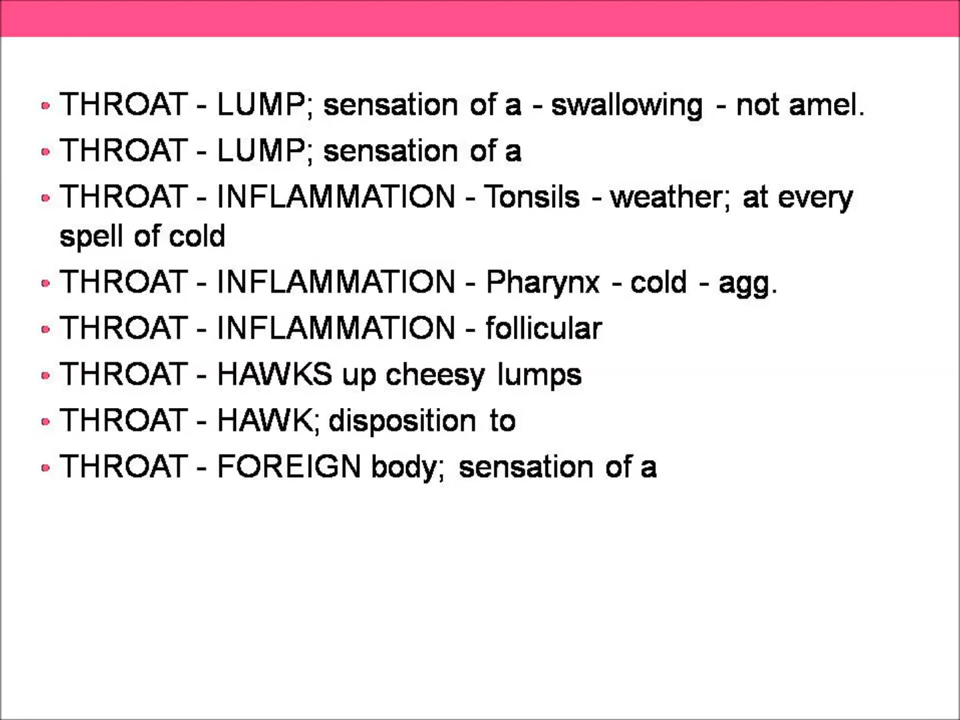 • THROAT - LUMP; sensation of a - swallowing - not amel.
• THROAT - LUMP; sensation of a
• THROAT - INFLAMMATION - Tonsils - weather; at every
spell of cold
• THROAT - INFLAMMATION - Pharynx - cold - agg.
• THROAT - INFLAMMATION - follicular
• THROAT - HAWKS up cheesy lumps
• THROAT - HAWK; disposition to
• THROAT - FOREIGN body; sensation of a